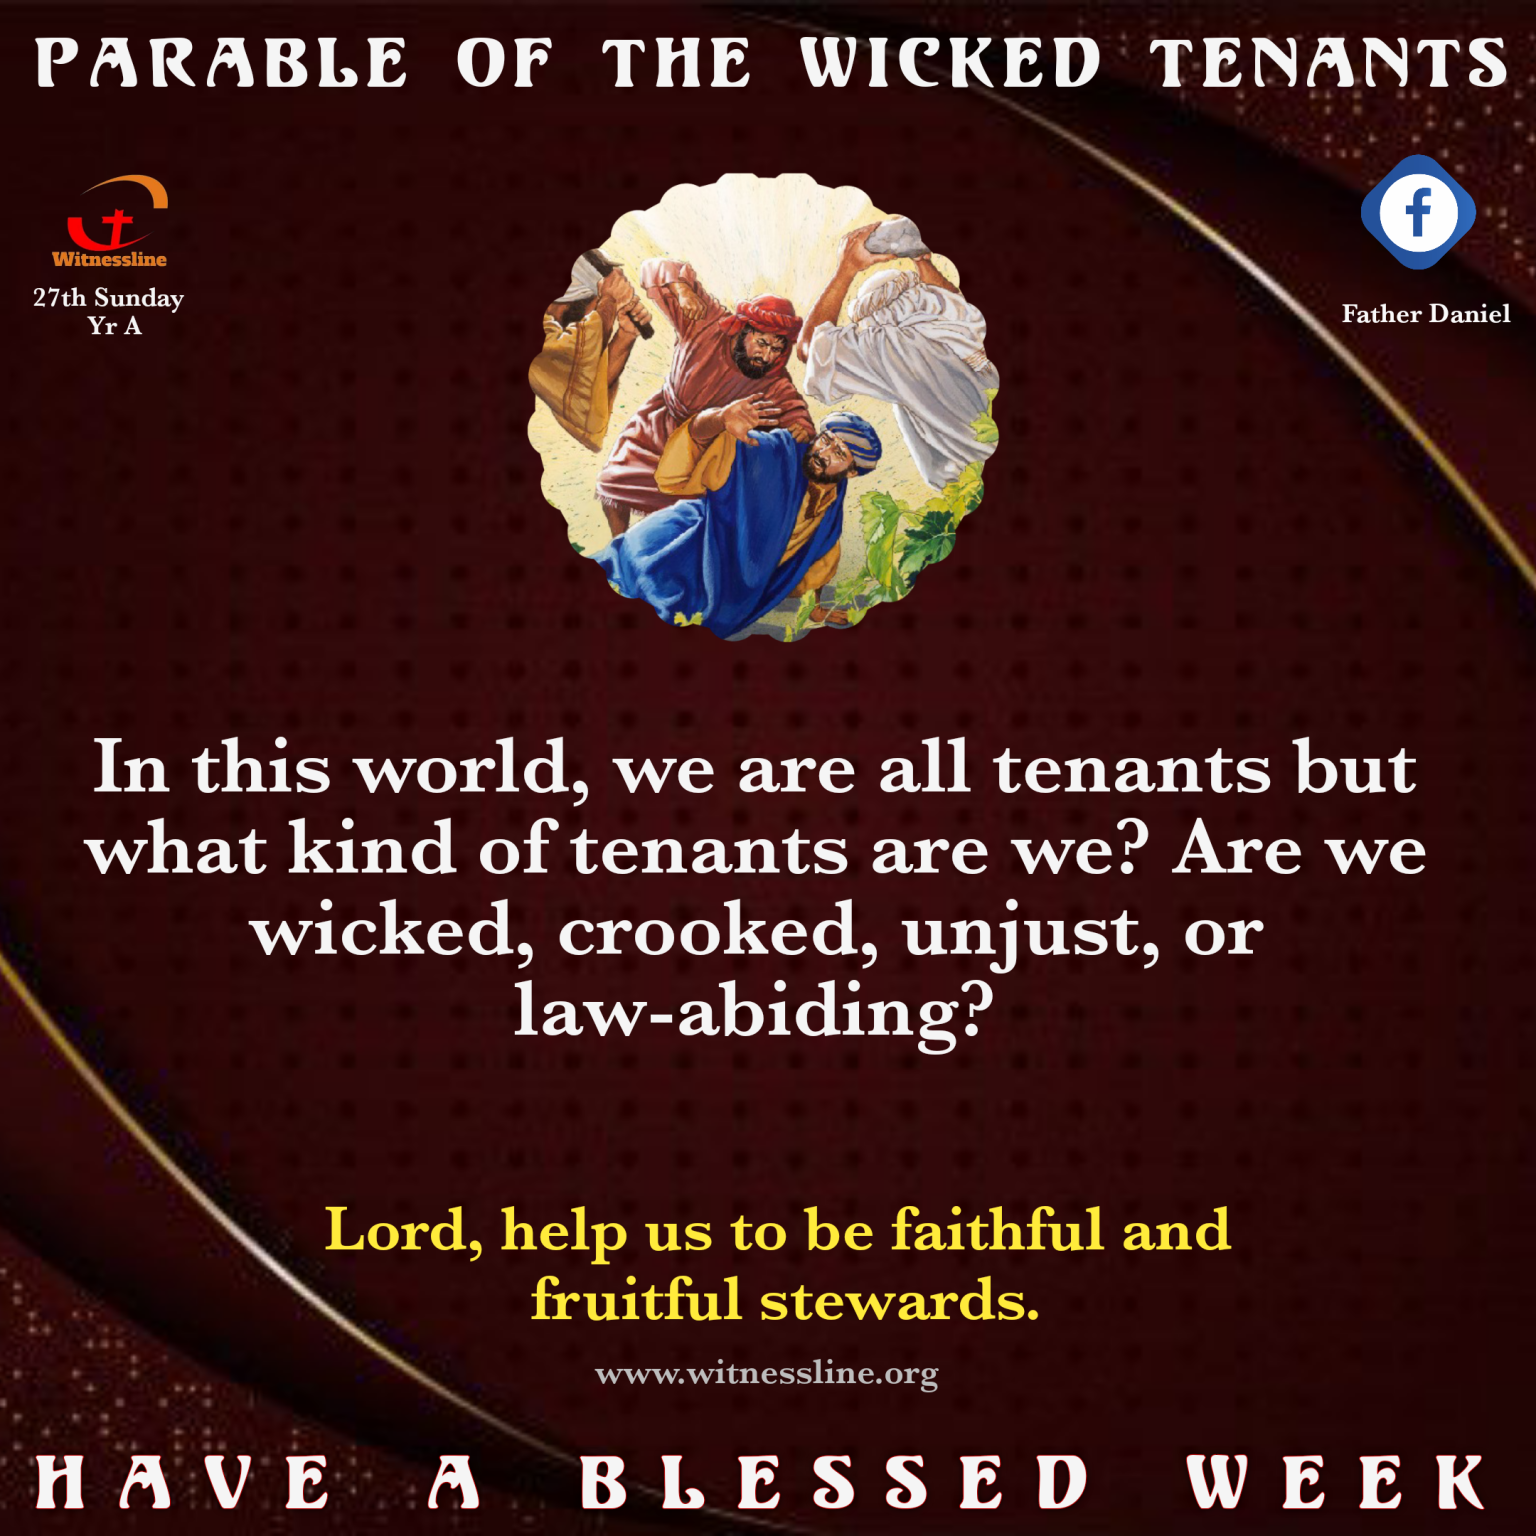 PARABLE OF THE WICKED TENANTS
Witnessline
27th Sunday
Yr A
f
Father Daniel
In this world, we are all tenants but
what kind of tenants are we? Are we
wicked, crooked, unjust, or
law-abiding?
Lord, help us to be faithful and
fruitful stewards.
www.witnessline.org
HAVE A BLESSED WEEK